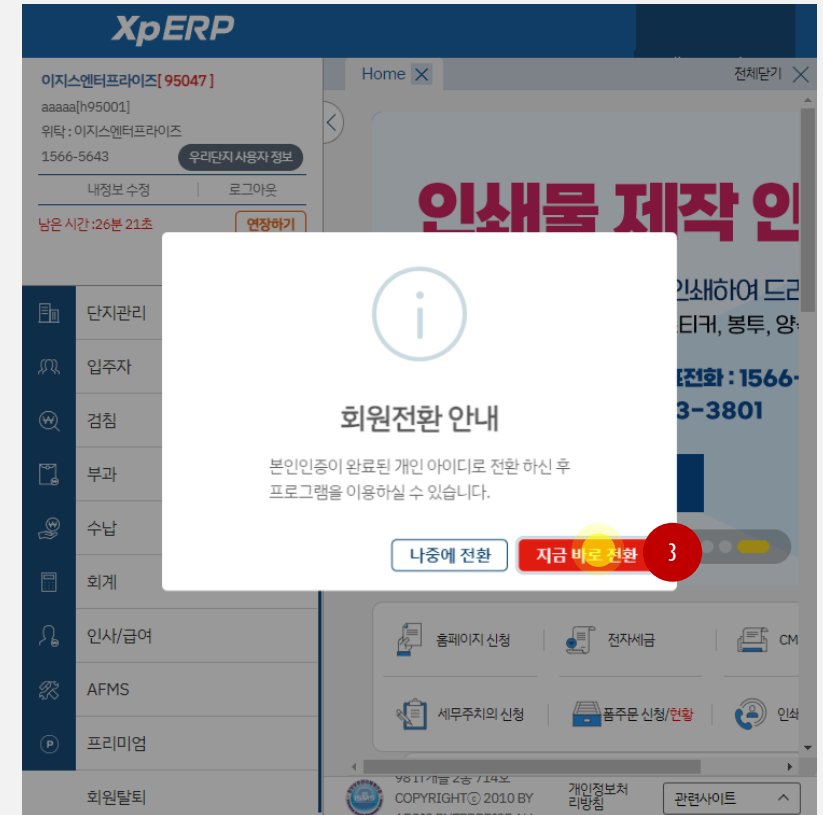 XpERP
이지스엔터프라이즈[ 95047 ]
aaaaa[h95001]
위탁 : 이지스엔터프라이즈
1566-5643
우리단지 사용자 정보
내정보 수정
로그아웃
남은 시간 :26분 21초
연장하기
단지관리
입주자
검침
부과
수납
회계
인사/급여
AFMS
프리미엄
회원탈퇴
Home
전체닫기
인쇄물 제작 인
인쇄하여 드리
티커, 봉투, 양
표전화 : 1566-
3-3801
회원전환 안내
본인인증이 완료된 개인 아이디로 전환 하신 후
프로그램을 이용하실 수 있습니다.
나중에 전환
지금 바로 전환
3
홈페이지 신청
전자세금
CM
세무주치의 신청
폼주문 신청/현황
인쇄
COPYRIGHTⓒ 2010 BY
개인정보처
리방침
관련사이트